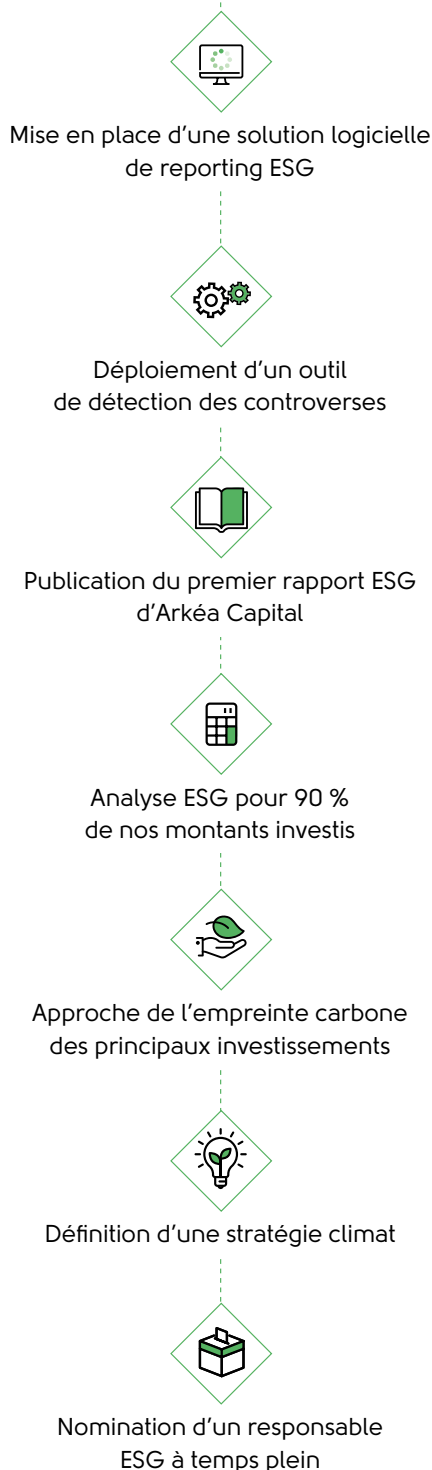 Mise en place d’une solution logicielle
de reporting ESG
Déploiement d’un outil
de détection des controverses
Publication du premier rapport ESG
d’Arkéa Capital
Analyse ESG pour 90 %
de nos montants investis
Approche de l’empreinte carbone
des principaux investissements
Définition d’une stratégie climat
Nomination d’un responsable
ESG à temps plein